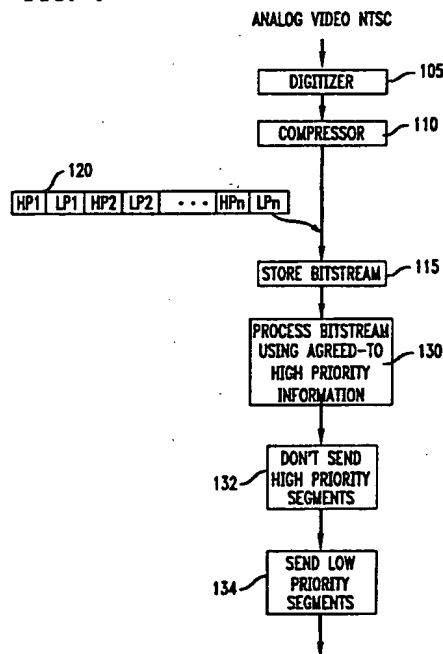 ANALOG VIDEO NTSC
DIGITIZER
105
COMPRESSOR
110
120
HP1 LP1 HP2 LP2 ... HPn LPn
STORE BITSTREAM
115
PROCESS BITSTREAM
USING AGREED-TO
HIGH PRIORITY
INFORMATION
130
DON'T SEND
HIGH PRIORITY
SEGMENTS
132
SEND LOW
PRIORITY
SEGMENTS
134